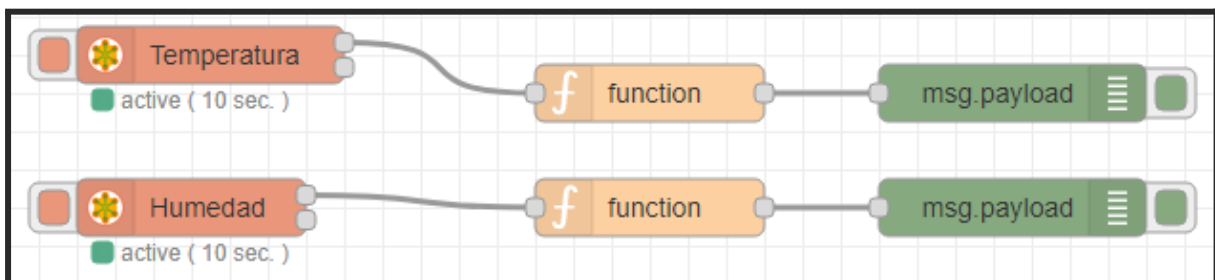 Temperatura
active ( 10 sec. )
function
msg.payload
Humedad
function
msg.payload
active ( 10 sec. )